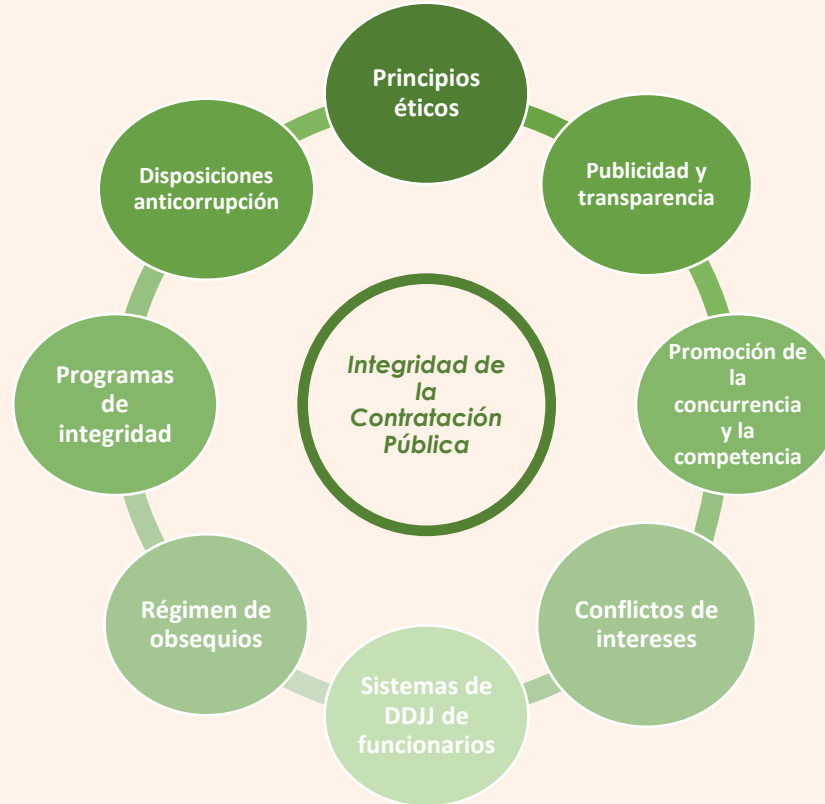 Principios
éticos
Publicidad y
transparencia
Promoción de
la
concurrencia
y la
competencia
Conflictos de
intereses
Sistemas de
DDJJ de
funcionarios
Régimen de
obsequios
Programas
de
integridad
Disposiciones
anticorrupción
Integridad de
la
Contratación
Pública